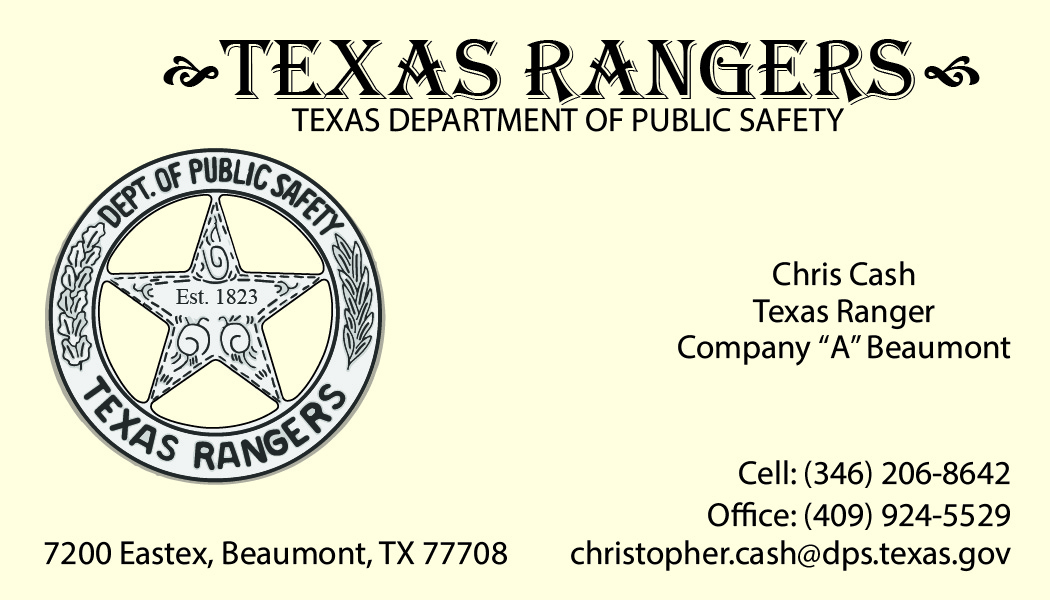 TEXAS RANGERS
TEXAS DEPARTMENT OF PUBLIC SAFETY
DEPT. OF PUBLIC SAFETY
Est. 1823
TEXAS RANGERS
Chris Cash
Texas Ranger
Company “A” Beaumont
Cell: (346) 206-8642
Office: (409) 924-5529
7200 Eastex, Beaumont, TX 77708
christopher.cash@dps.texas.gov